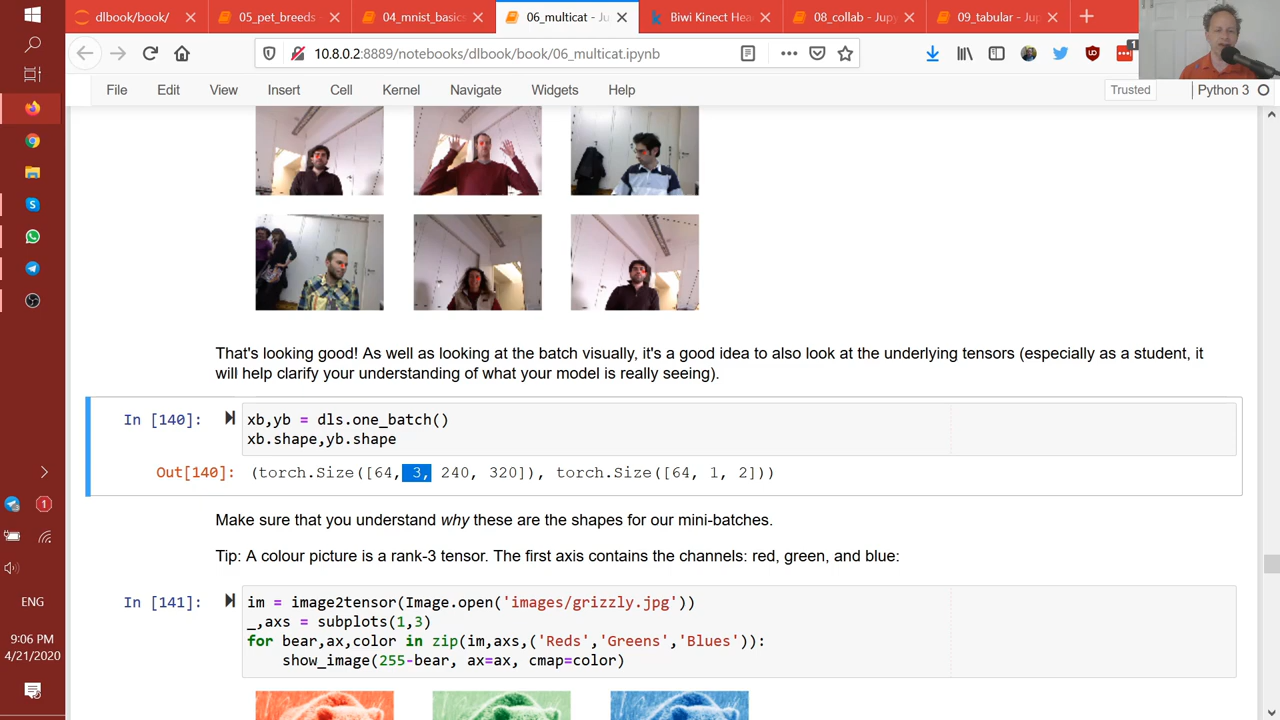 dlbook/book/
05_pet_breeds
04_mnist_basics
06_multicat - Ju
Biwi Kinect Hea
08_collab - Jupy
09_tabular - Jup
10.8.0.2:8889/notebooks/dlbook/book/06_multicat.ipynb
1
File Edit View Insert Cell Kernel Navigate Widgets Help
Trusted
Python 3
That's looking good! As well as looking at the batch visually, it's a good idea to also look at the underlying tensors (especially as a student, it
will help clarify your understanding of what your model is really seeing).
In [140]:
xb,yb = dls.one_batch()
xb.shape,yb.shape
Out[140]:
(torch.Size([64, 3, 240, 320]), torch.Size([64, 1, 2]))
Make sure that you understand why these are the shapes for our mini-batches.
Tip: A colour picture is a rank-3 tensor. The first axis contains the channels: red, green, and blue:
In [141]:
im = image2tensor(Image.open('images/grizzly.jpg'))
_,axs = subplots(1,3)
for bear,ax,color in zip(im,axs,('Reds','Greens','Blues')):
show_image(255-bear, ax=ax, cmap=color)
1
ENG
9:06 PM
4/21/2020